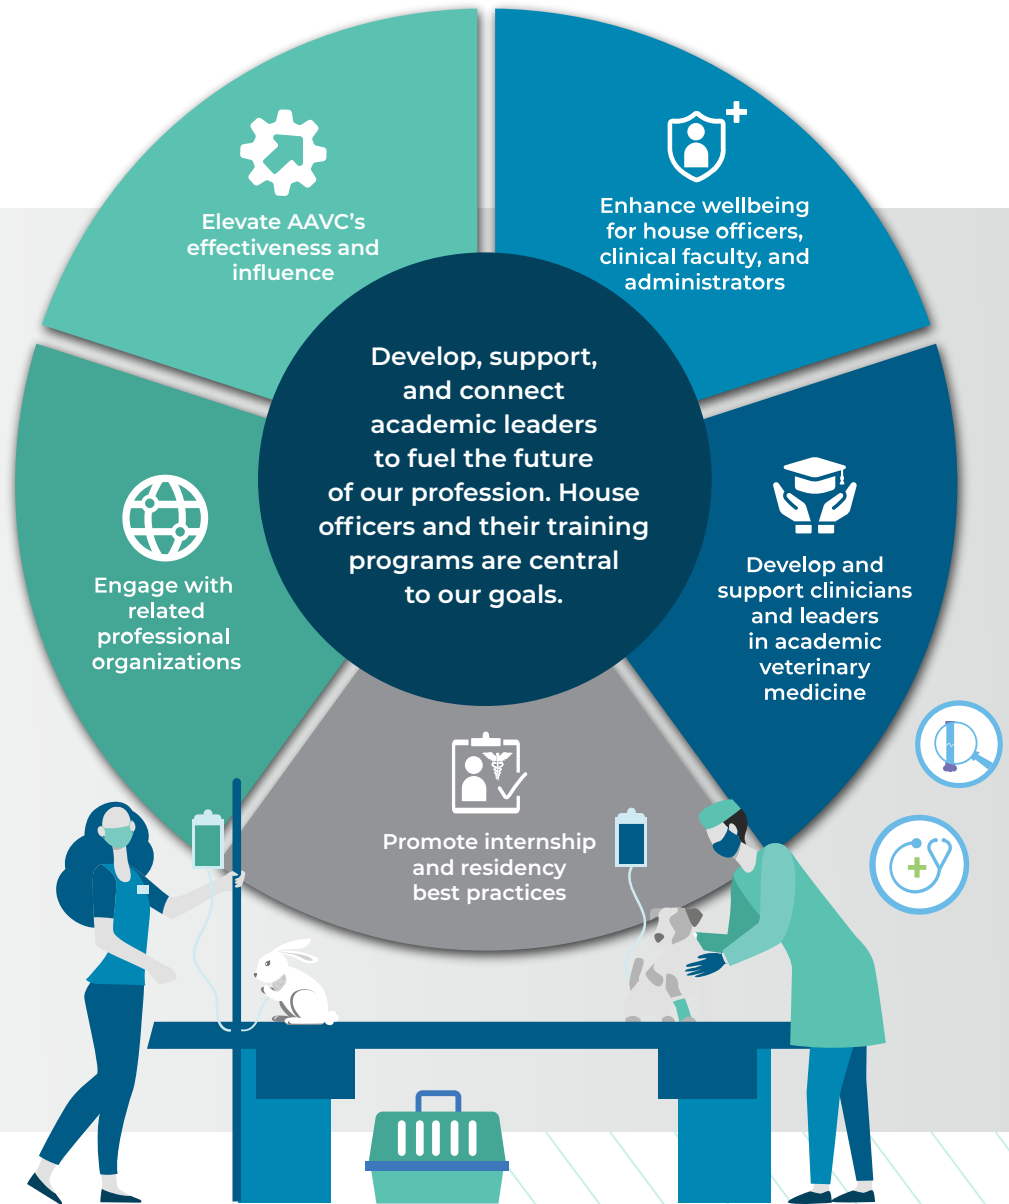 Elevate AAVC's
effectiveness and
influence
Enhance wellbeing
for house officers,
clinical faculty, and
administrators
Develop, support,
and connect
academic leaders
to fuel the future
of our profession. House
officers and their training
programs are central
to our goals.
Engage with
related
professional
organizations
Develop and
support clinicians
and leaders
in academic
veterinary
medicine
Promote internship
and residency
best practices